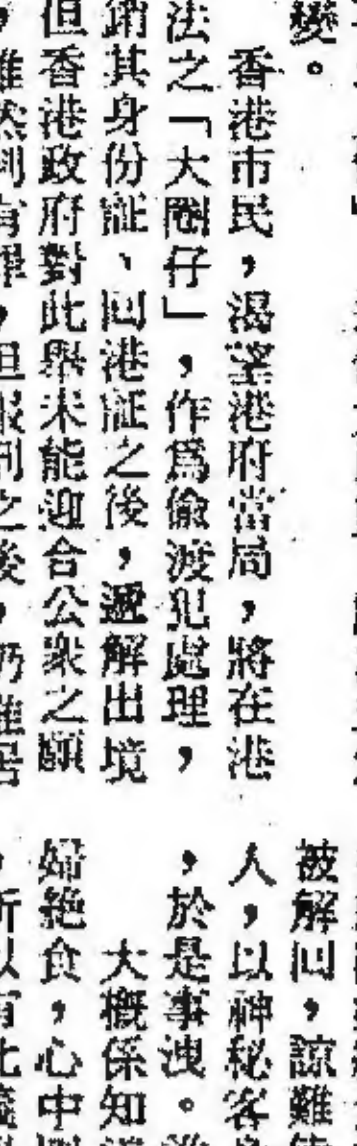 變。
香港市民，渴望港府當局，將在港
法之「大圈仔」，作爲偸渡犯處理，
銷其身份証、回港証之後，遞解出境
但香港政府對此舉未能迎合公衆之願
，雖然判有罪，但服刑之後，仍難居
被解回，諒難
人，以神秘客
，於是事洩。
大概係知
婦絕食，心中
，所以有此